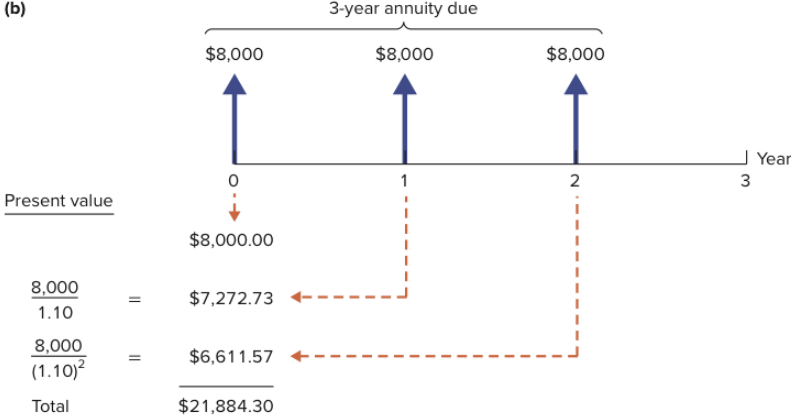 (b)
3-year annuity due
$8,000 $8,000 $8,000
Year
0 1 2 3
Present value
$8,000.00
8,000
1.10
= $7,272.73
8,000
(1.10)²
= $6,611.57
Total $21,884.30